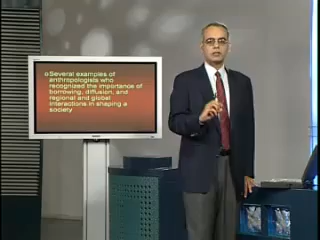 Several examples of
anthropologists who
recognized the importance of
borrowing, diffusion, and
regional and global
interactions in shaping a
society